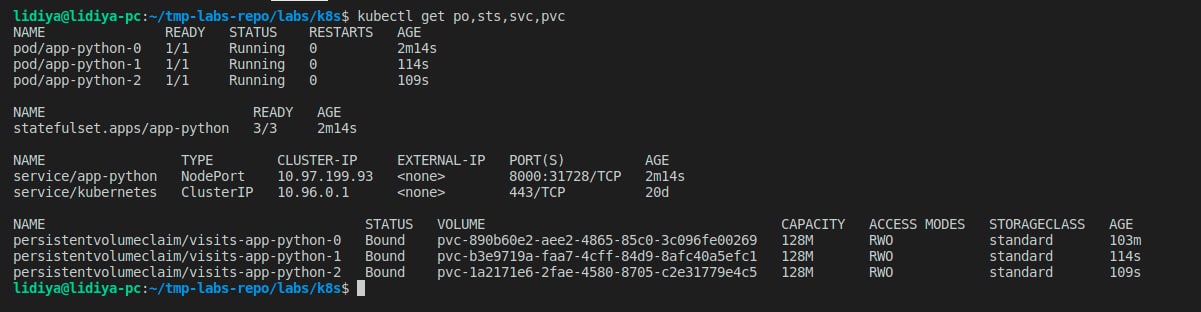 lidiya@lidiya-pc:~/tmp-labs-repo/labs/k8s$ kubectl get po,sts,svc,pvc
NAME               READY   STATUS    RESTARTS   AGE
pod/app-python-0   1/1     Running   0          2m14s
pod/app-python-1   1/1     Running   0          114s
pod/app-python-2   1/1     Running   0          109s

NAME                          READY   AGE
statefulset.apps/app-python   3/3     2m14s

NAME                 TYPE        CLUSTER-IP     EXTERNAL-IP   PORT(S)          AGE
service/app-python   NodePort    10.97.199.93   <none>        8000:31728/TCP   2m14s
service/kubernetes   ClusterIP   10.96.0.1      <none>        443/TCP          20d

NAME                                        STATUS   VOLUME                                     CAPACITY   ACCESS MODES   STORAGECLASS   AGE
persistentvolumeclaim/visits-app-python-0   Bound    pvc-890b60e2-aee2-4865-85c0-3c096fe00269   128M       RWO            standard       103m
persistentvolumeclaim/visits-app-python-1   Bound    pvc-b3e9719a-faa7-4cff-84d9-8afc40a5efc1   128M       RWO            standard       114s
persistentvolumeclaim/visits-app-python-2   Bound    pvc-1a2171e6-2fae-4580-8705-c2e31779e4c5   128M       RWO            standard       109s
lidiya@lidiya-pc:~/tmp-labs-repo/labs/k8s$